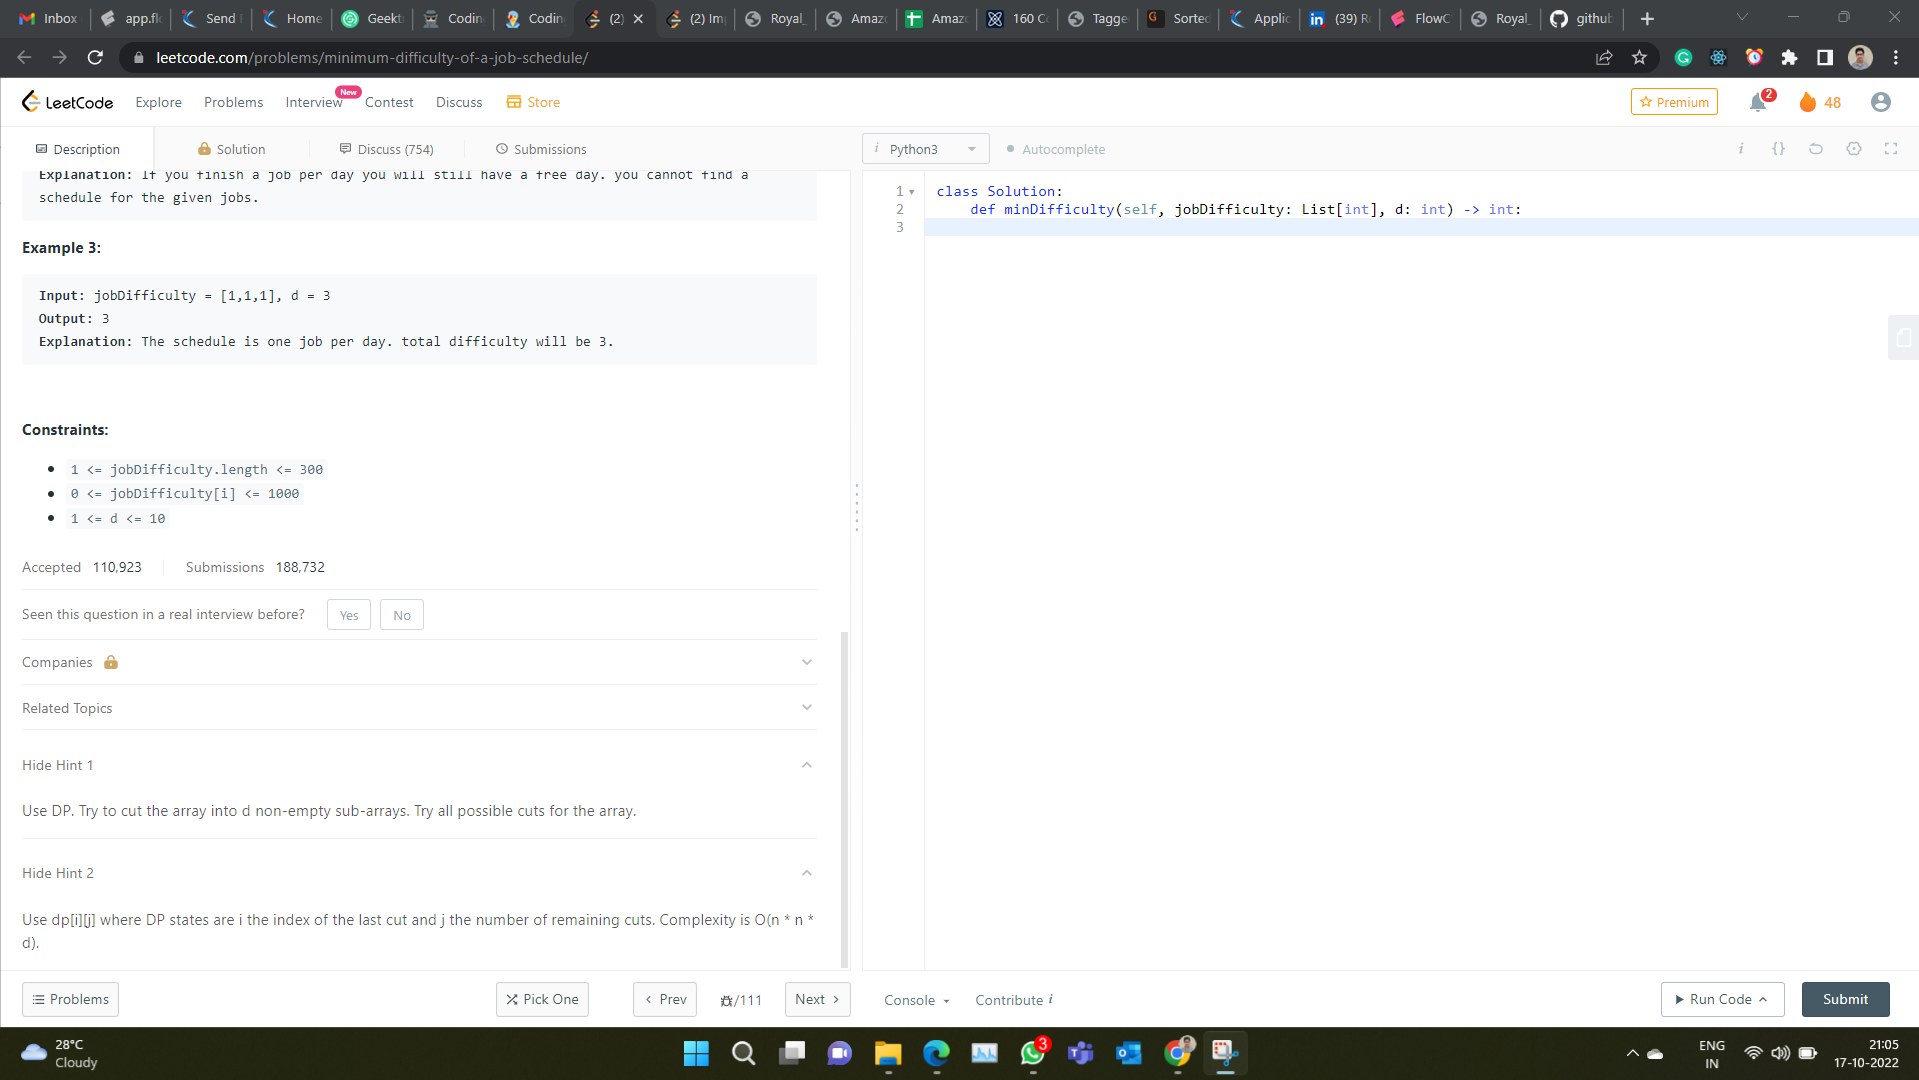 Inbox
app.fl
Send
Home
Geekt
Codin
Codin
(2)
(2) Im
Royal_
Amaz
Amaz
160 C
Tagge
Sorted
Applic
(39) R
FlowC
Royal_
github
leetcode.com/problems/minimum-difficulty-of-a-job-schedule/
LeetCode
Explore
Problems
Interview
New
Contest
Discuss
Store
Premium
2
48
Description
Solution
Discuss (754)
Submissions
Explanation: If you finish a job per day you will still have a free day. you cannot find a
schedule for the given jobs.
Example 3:
Input: jobDifficulty = [1,1,1], d = 3
Output: 3
Explanation: The schedule is one job per day. total difficulty will be 3.
Constraints:
1 <= jobDifficulty.length <= 300
0 <= jobDifficulty[i] <= 1000
1 <= d <= 10
Accepted 110,923 Submissions 188,732
Seen this question in a real interview before? Yes No
Companies
Related Topics
Hide Hint 1
Use DP. Try to cut the array into d non-empty sub-arrays. Try all possible cuts for the array.
Hide Hint 2
Use dp[i][j] where DP states are i the index of the last cut and j the number of remaining cuts. Complexity is O(n * n *
d).
Problems
Pick One
Prev
/111
Next
i Python3
Autocomplete
i {}
1 class Solution:
2 def minDifficulty(self, jobDifficulty: List[int], d: int) -> int:
3
Console
Contribute i
Run Code
Submit
28°C
Cloudy
3
ENG
IN
21:05
17-10-2022